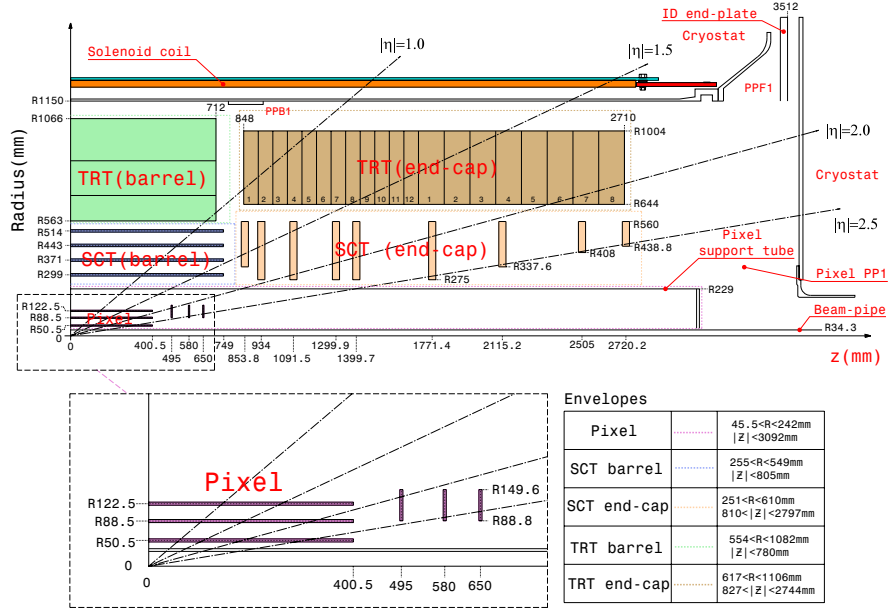 3512
ID end-plate
Cryostat
|η|=1.0
|η|=1.5
Solenoid coil
PPF1
R1150
712
PPB1
R1066
848
2710
R1004
|η|=2.0
TRT(barrel)
TRT(end-cap)
Cryostat
Radius(mm)
1 2 3 4 5 6 7 8 9 10 11 12 1 2 3 4 5 6 7 8
R644
R563
R560
|η|=2.5
R514
R443
SCT(barrel)
SCT (end-cap)
R438.8
Pixel
support tube
R408
R371
R337.6
R299
R275
Pixel PP1
R229
R122.5
Beam-pipe
R88.5
Pixel
R50.5
R34.3
0
0
400.5
580
749
934
1299.9
1771.4
2115.2
2505
2720.2
z(mm)
495
650
853.8
1091.5
1399.7
Envelopes
Pixel
45.5<R<242mm
|Z|<3092mm
SCT barrel
255<R<549mm
|Z|<805mm
SCT end-cap
251<R<610mm
810<|Z|<2797mm
TRT barrel
554<R<1082mm
|Z|<780mm
TRT end-cap
617<R<1106mm
827<|Z|<2744mm
Pixel
R149.6
R122.5
R88.5
R88.8
R50.5
0
0
400.5
495
580
650